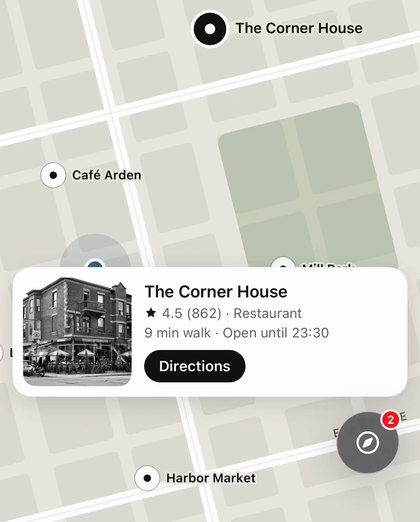 The Corner House
Café Arden
The Corner House
4.5 (862) · Restaurant
9 min walk · Open until 23:30
Directions
2
Harbor Market